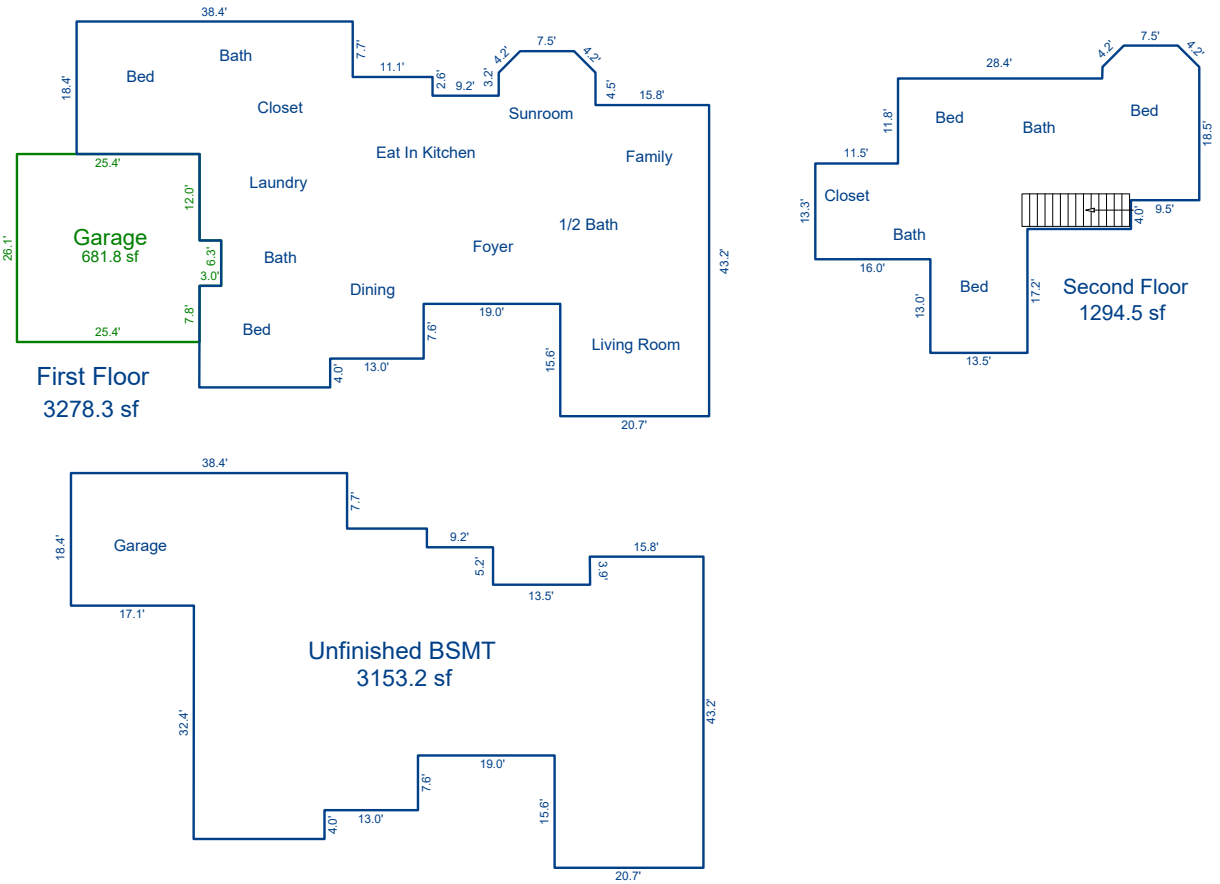 38.4'
7.7'
11.1'
2.6'
9.2'
3.2'
4.2'
7.5'
4.2'
4.5'
15.8'
18.4'
Bed
Bath
Closet
Sunroom
Eat In Kitchen
Family
Laundry
1/2 Bath
Foyer
Bath
Dining
Bed
Living Room
43.2'
19.0'
7.6'
13.0'
4.0'
15.6'
20.7'
25.4'
12.0'
26.1'
Garage
681.8 sf
6.3'
3.0'
7.8'
25.4'
First Floor
3278.3 sf
28.4'
4.2'
7.5'
4.2'
11.8'
Bed
Bath
Bed
18.5'
11.5'
Closet
13.3'
Bath
4.0'
9.5'
16.0'
Bed
13.0'
17.2'
13.5'
Second Floor
1294.5 sf
38.4'
7.7'
9.2'
5.2'
13.5'
3.9'
15.8'
18.4'
Garage
17.1'
Unfinished BSMT
3153.2 sf
32.4'
43.2'
19.0'
7.6'
13.0'
4.0'
15.6'
20.7'